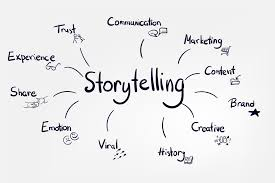 Communication
Trust
Marketing
Experience
Content
Storytelling
Share
Brand
Emotion
Creative
Viral
History